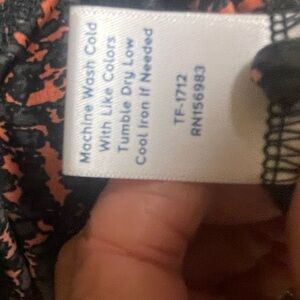 Machine Wash Cold
With Like Colors
Tumble Dry Low
Cool Iron If Needed
TF-1712
RN156983